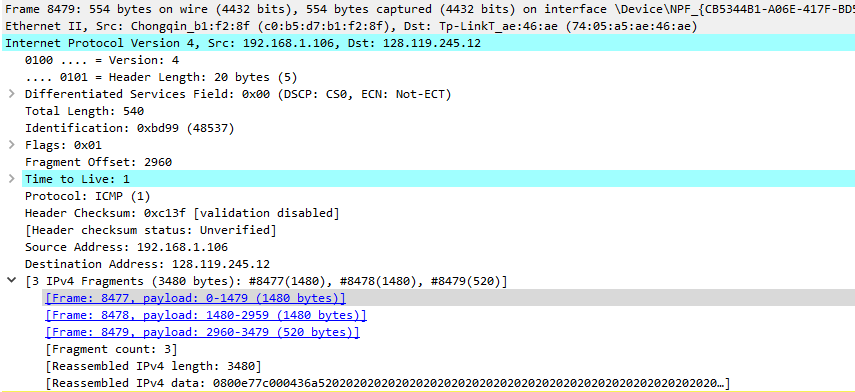 Frame 8479: 554 bytes on wire (4432 bits), 554 bytes captured (4432 bits) on interface \Device\NPF_{CB5344B1-A06E-417F-BD5
Ethernet II, Src: Chongqin_b1:f2:8f (c0:b5:d7:b1:f2:8f), Dst: Tp-LinkT_ae:46:ae (74:05:a5:ae:46:ae)
Internet Protocol Version 4, Src: 192.168.1.106, Dst: 128.119.245.12
0100 .... = Version: 4
.... 0101 = Header Length: 20 bytes (5)
Differentiated Services Field: 0x00 (DSCP: CS0, ECN: Not-ECT)
Total Length: 540
Identification: 0xbd99 (48537)
Flags: 0x01
Fragment Offset: 2960
Time to Live: 1
Protocol: ICMP (1)
Header Checksum: 0xc13f [validation disabled]
[Header checksum status: Unverified]
Source Address: 192.168.1.106
Destination Address: 128.119.245.12
[3 IPv4 Fragments (3480 bytes): #8477(1480), #8478(1480), #8479(520)]
[Frame: 8477, payload: 0-1479 (1480 bytes)]
[Frame: 8478, payload: 1480-2959 (1480 bytes)]
[Frame: 8479, payload: 2960-3479 (520 bytes)]
[Fragment count: 3]
[Reassembled IPv4 length: 3480]
[Reassembled IPv4 data: 0800e77c000436a5202020202020202020202020202020202020202020202020202020202020…]